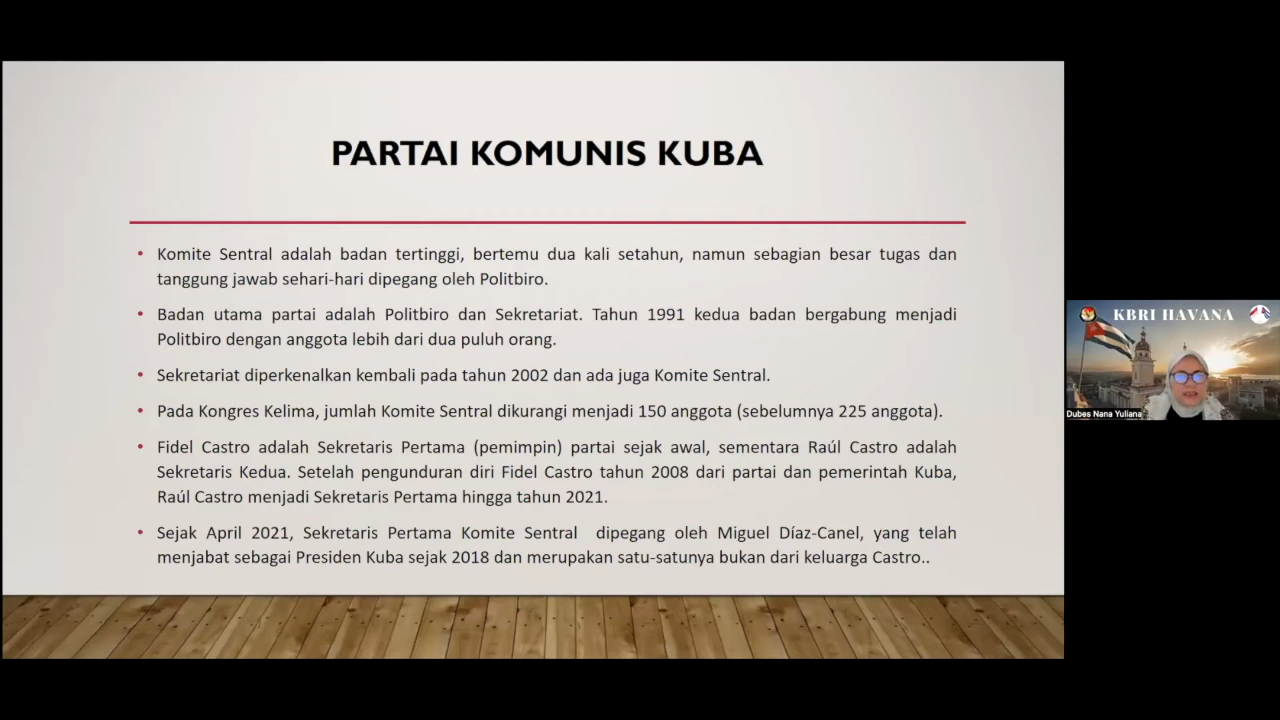 PARTAI KOMUNIS KUBA
• Komite Sentral adalah badan tertinggi, bertemu dua kali setahun, namun sebagian besar tugas dan
tanggung jawab sehari-hari dipegang oleh Politbiro.
• Badan utama partai adalah Politbiro dan Sekretariat. Tahun 1991 kedua badan bergabung menjadi
Politbiro dengan anggota lebih dari dua puluh orang.
• Sekretariat diperkenalkan kembali pada tahun 2002 dan ada juga Komite Sentral.
• Pada Kongres Kelima, jumlah Komite Sentral dikurangi menjadi 150 anggota (sebelumnya 225 anggota).
• Fidel Castro adalah Sekretaris Pertama (pemimpin) partai sejak awal, sementara Raúl Castro adalah
Sekretaris Kedua. Setelah pengunduran diri Fidel Castro tahun 2008 dari partai dan pemerintah Kuba,
Raúl Castro menjadi Sekretaris Pertama hingga tahun 2021.
• Sejak April 2021, Sekretaris Pertama Komite Sentral dipegang oleh Miguel Díaz-Canel, yang telah
menjabat sebagai Presiden Kuba sejak 2018 dan merupakan satu-satunya bukan dari keluarga Castro..
KBRI HAVANA
Dubes Nana Yuliana